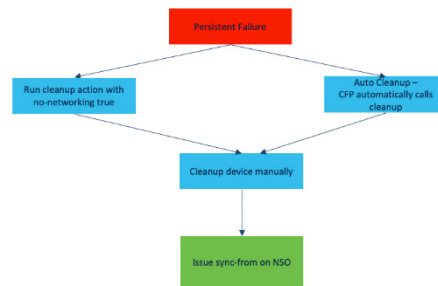 Persistent Failure
Run cleanup action with
no-networking true
Auto Cleanup –
CFP automatically calls
cleanup
Cleanup device manually
Issue sync-from on NSO